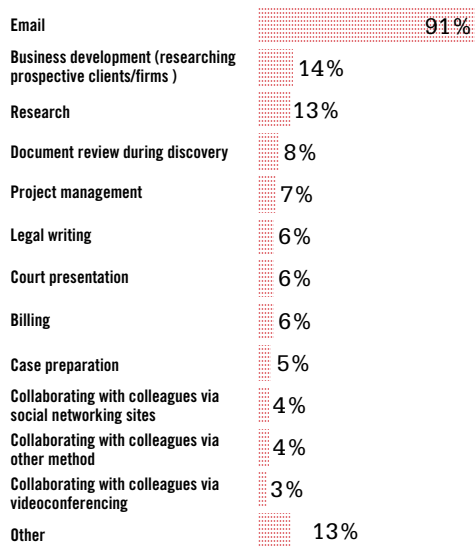 Email 91%
Business development (researching
prospective clients/firms ) 14%
Research 13%
Document review during discovery 8%
Project management 7%
Legal writing 6%
Court presentation 6%
Billing 6%
Case preparation 5%
Collaborating with colleagues via
social networking sites 4%
Collaborating with colleagues via
other method 4%
Collaborating with colleagues via
videoconferencing 3%
Other 13%